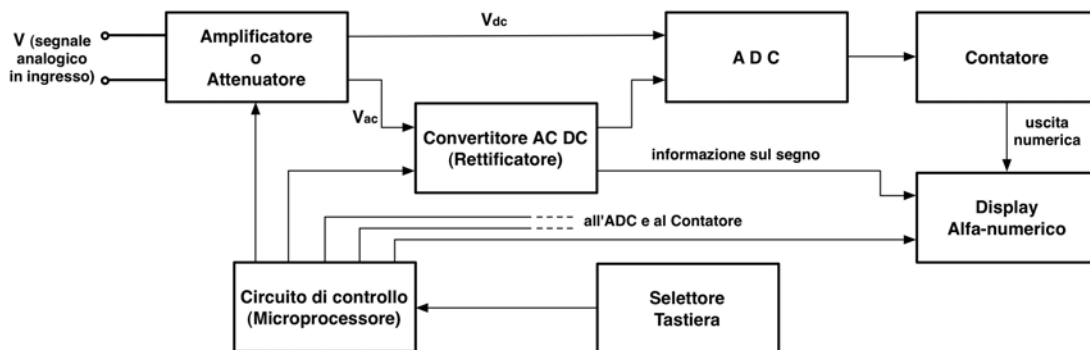 V (segnale
analogico
in ingresso)
Amplificatore
o
Attenuatore
Vdc
Vac
A D C
Contatore
Convertitore AC DC
(Rettificatore)
uscita
numerica
informazione sul segno
Display
Alfa-numerico
all'ADC e al Contatore
Circuito di controllo
(Microprocessore)
Selettore
Tastiera